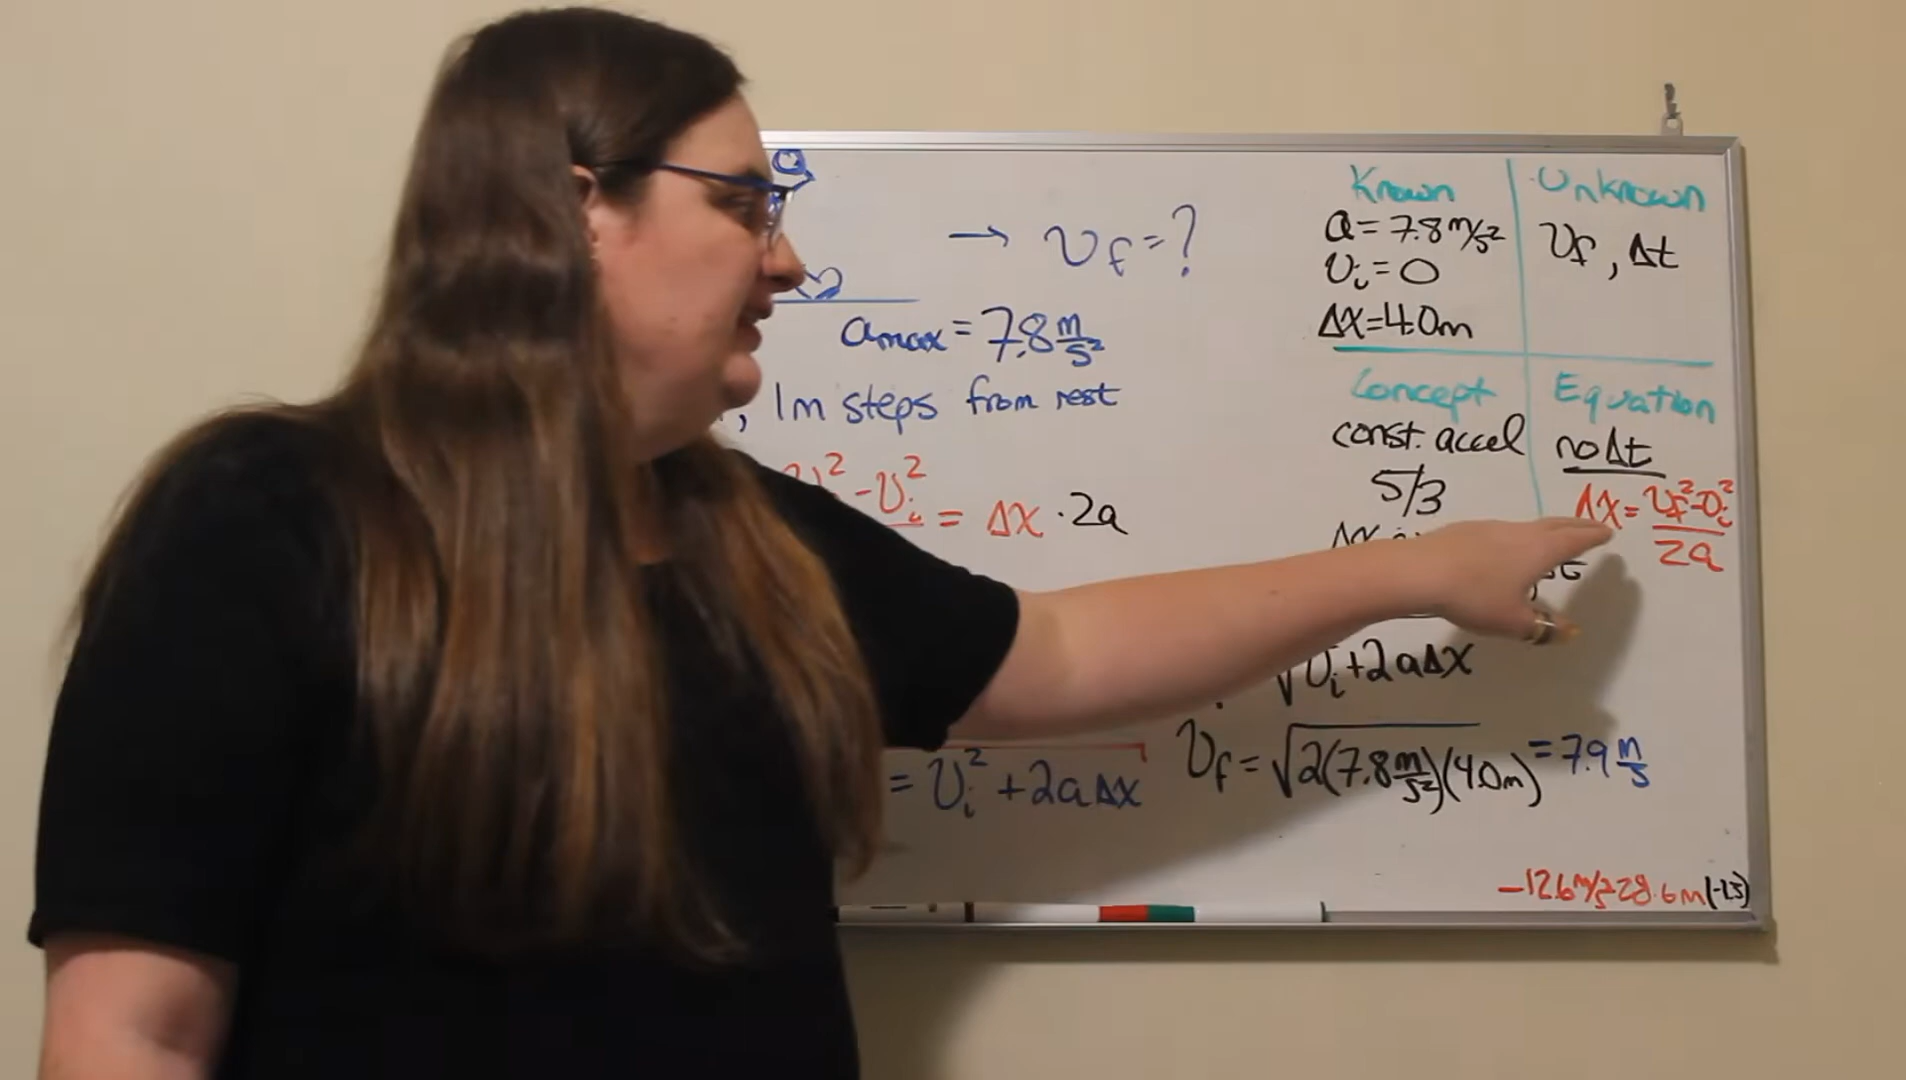 → Vf = ?
amax = 7.8 m/s²
, 1m steps from rest
² - Vi² = Δx · 2a
= Vi² + 2aΔx
Known
a = 7.8 m/s²
Vi = 0
Δx = 4.0m
Unknown
Vf, Δt
Concept
const. accel
5/3
Δx
Equation
no Δt
Δx = Vf² - Vi² / 2a
√Vi + 2aΔx
Vf = √2(7.8 m/s²)(4.0m) = 7.9 m/s
-12.6 m/s 28.6m (-1.5)